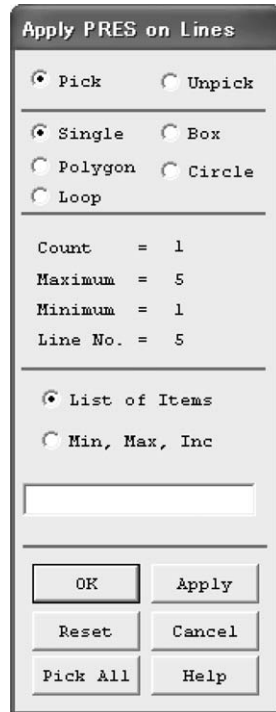 Apply PRES on Lines
Pick Unpick
Single Box
Polygon Circle
Loop
Count = 1
Maximum = 5
Minimum = 1
Line No. = 5
List of Items
Min, Max, Inc
OK Apply
Reset Cancel
Pick All Help